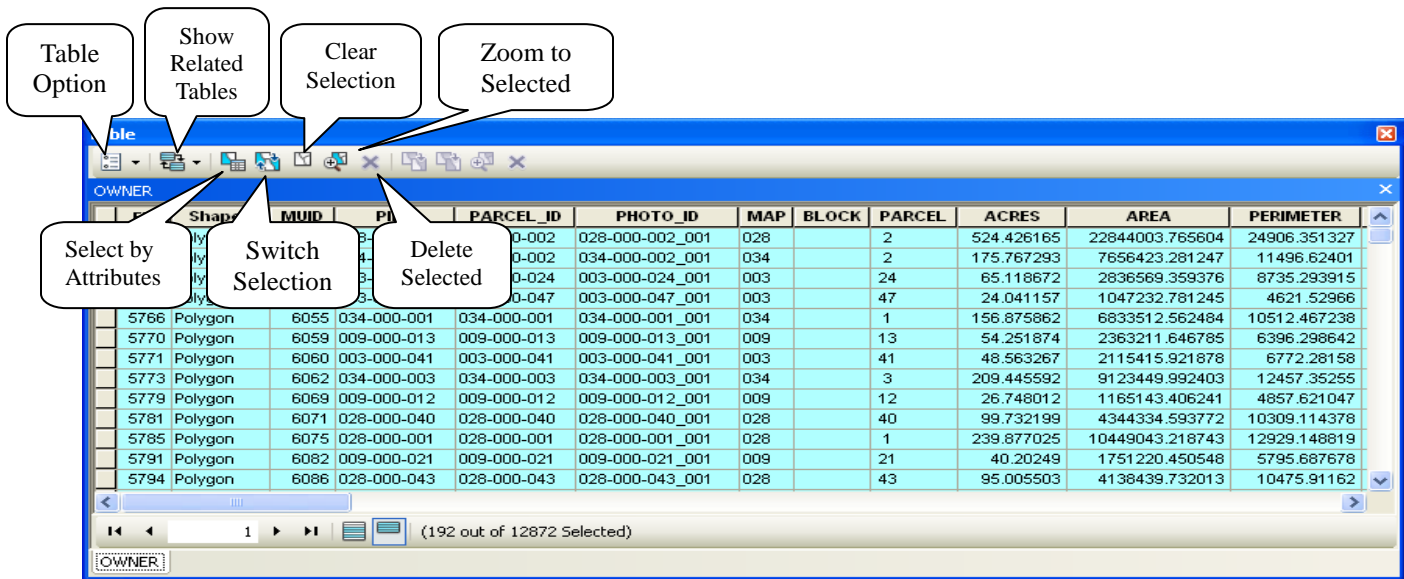 Table
Option
Show
Related
Tables
Clear
Selection
Zoom to
Selected
OWNER
Shape MUID PARCEL_ID PHOTO_ID MAP BLOCK PARCEL ACRES AREA PERIMETER
028-000-002_001 028 2 524.426165 22844003.765604 24906.351327
034-000-002_001 034 2 175.767293 7656423.281247 11496.62401
003-000-024_001 003 24 65.118672 2836569.359376 8735.293915
003-000-047_001 003 47 24.041157 1047232.781245 4621.52966
Select by
Attributes
Switch
Selection
Delete
Selected
5766 Polygon 6055 034-000-001 034-000-001 034-000-001_001 034 1 156.875862 6833512.562484 10512.467238
5770 Polygon 6059 009-000-013 009-000-013 009-000-013_001 009 13 54.251874 2363211.646785 6396.298642
5771 Polygon 6060 003-000-041 003-000-041 003-000-041_001 003 41 48.563267 2115415.921878 6772.28158
5773 Polygon 6062 034-000-003 034-000-003 034-000-003_001 034 3 209.445592 9123449.992403 12457.35255
5779 Polygon 6069 009-000-012 009-000-012 009-000-012_001 009 12 26.748012 1165143.406241 4857.621047
5781 Polygon 6071 028-000-040 028-000-040 028-000-040_001 028 40 99.732199 4344334.593772 10309.114378
5785 Polygon 6075 028-000-001 028-000-001 028-000-001_001 028 1 239.877025 10449043.218743 12929.148819
5791 Polygon 6082 009-000-021 009-000-021 009-000-021_001 009 21 40.20249 1751220.450548 5795.687678
5794 Polygon 6086 028-000-043 028-000-043 028-000-043_001 028 43 95.005503 4138439.732013 10475.91162
1 (192 out of 12872 Selected)
OWNER